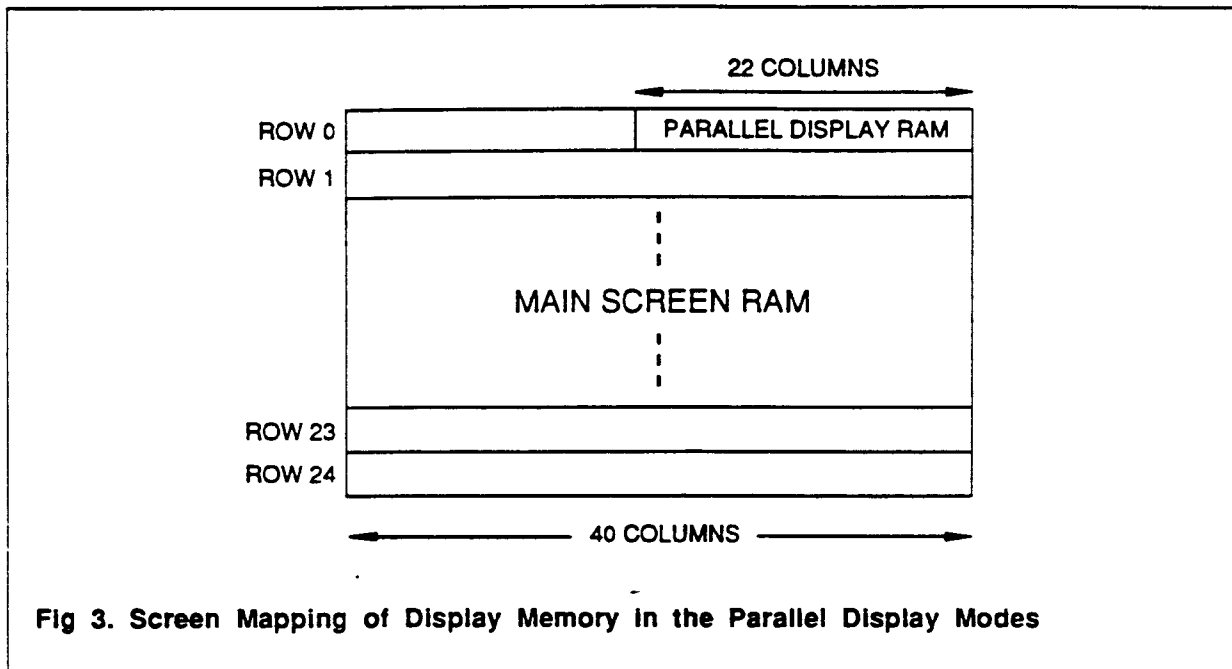 22 COLUMNS
ROW 0
PARALLEL DISPLAY RAM
ROW 1
MAIN SCREEN RAM
ROW 23
ROW 24
40 COLUMNS
Fig 3. Screen Mapping of Display Memory in the Parallel Display Modes